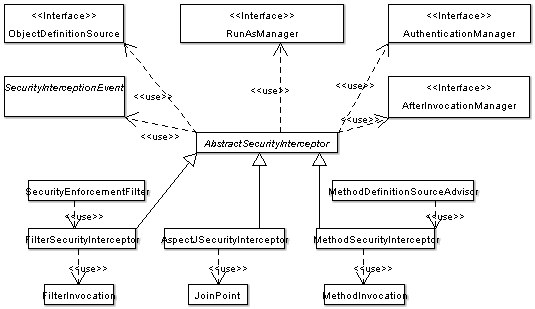 <<Interface>>
ObjectDefinitionSource
<<Interface>>
RunAsManager
<<Interface>>
AuthenticationManager
SecurityInterceptionEvent
<<Interface>>
AfterInvocationManager
<<use>>
<<use>>
<<use>>
<<use>>
<<use>>
AbstractSecurityInterceptor
SecurityEnforcementFilter
MethodDefinitionSourceAdvisor
<<use>>
<<use>>
FilterSecurityInterceptor
AspectJSecurityInterceptor
MethodSecurityInterceptor
<<use>>
<<use>>
<<use>>
FilterInvocation
JoinPoint
MethodInvocation